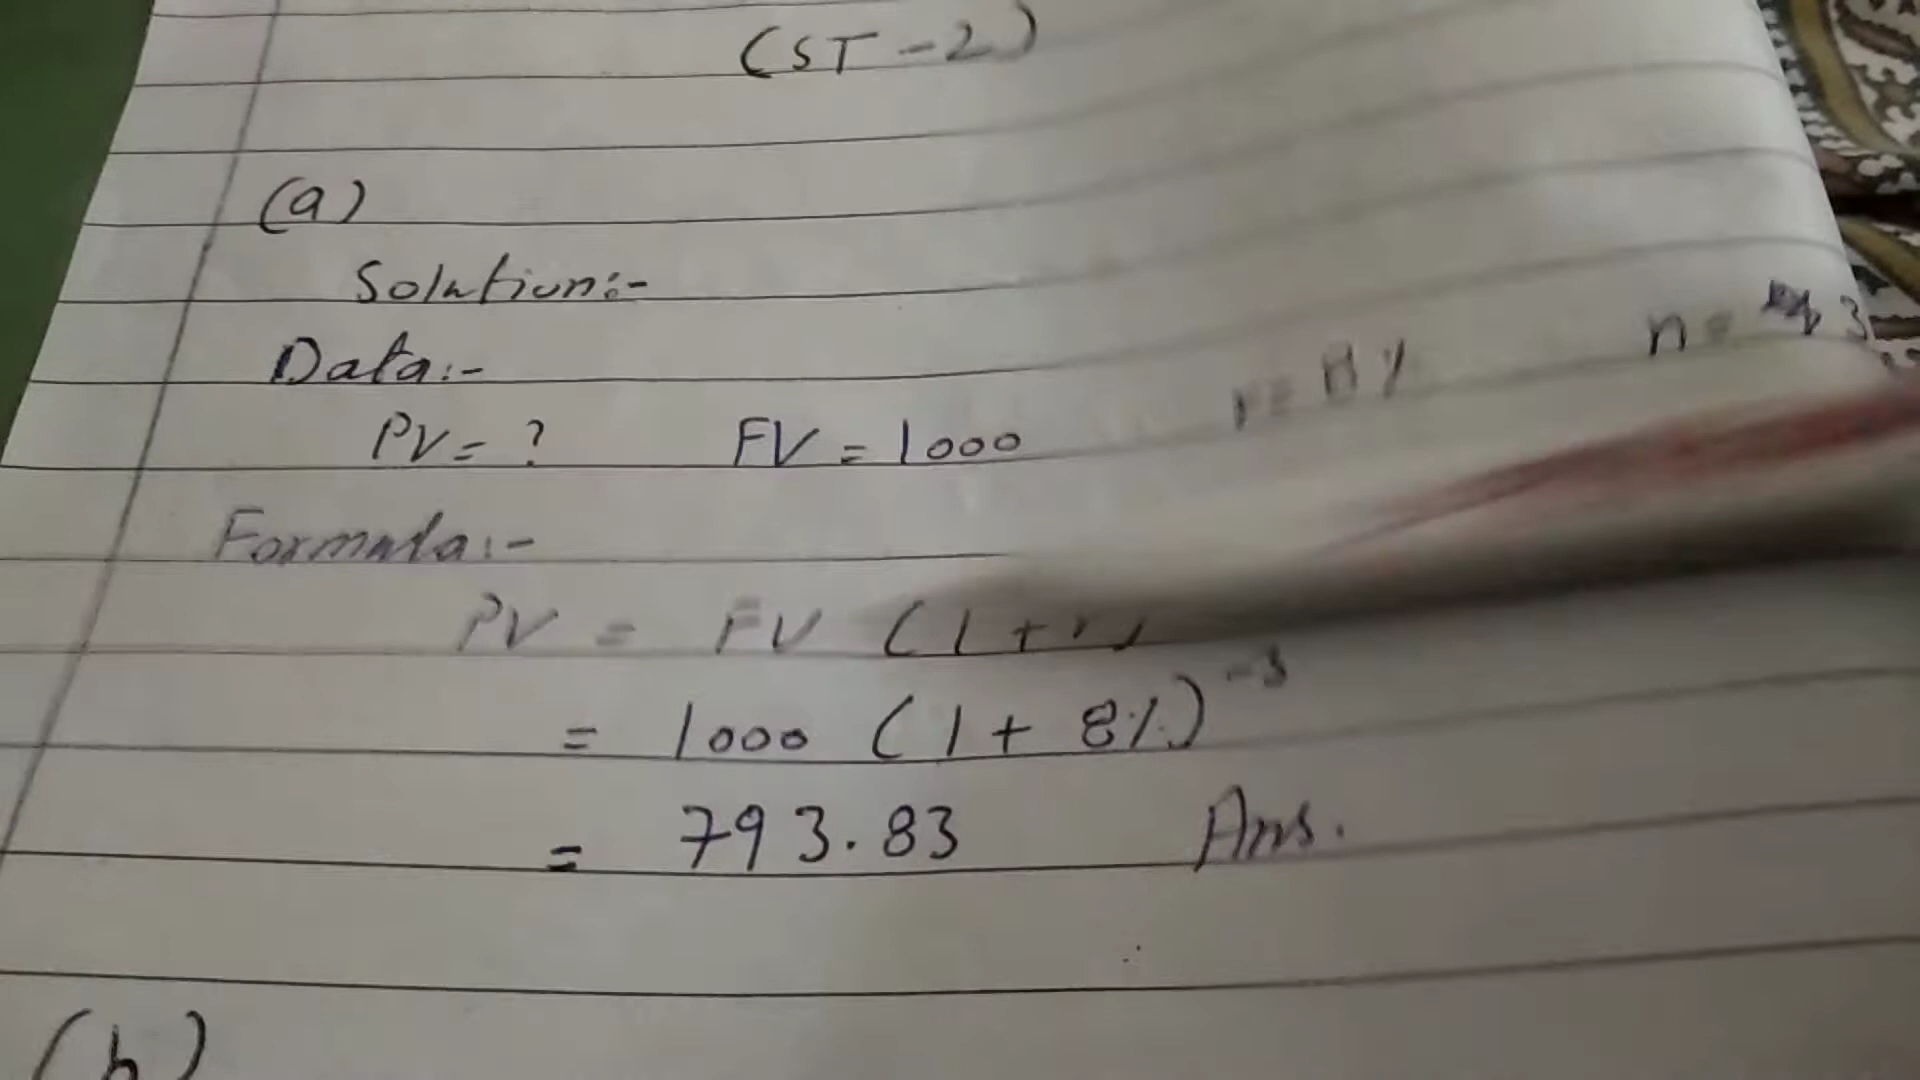 (ST-2)
(a)
Solution:-
Data:-
PV = ? FV = 1000 r = 8% n = 3
Formula:-
PV = FV (1+r)
= 1000 (1+8%)⁻³
= 793.83 Ans.
(b)